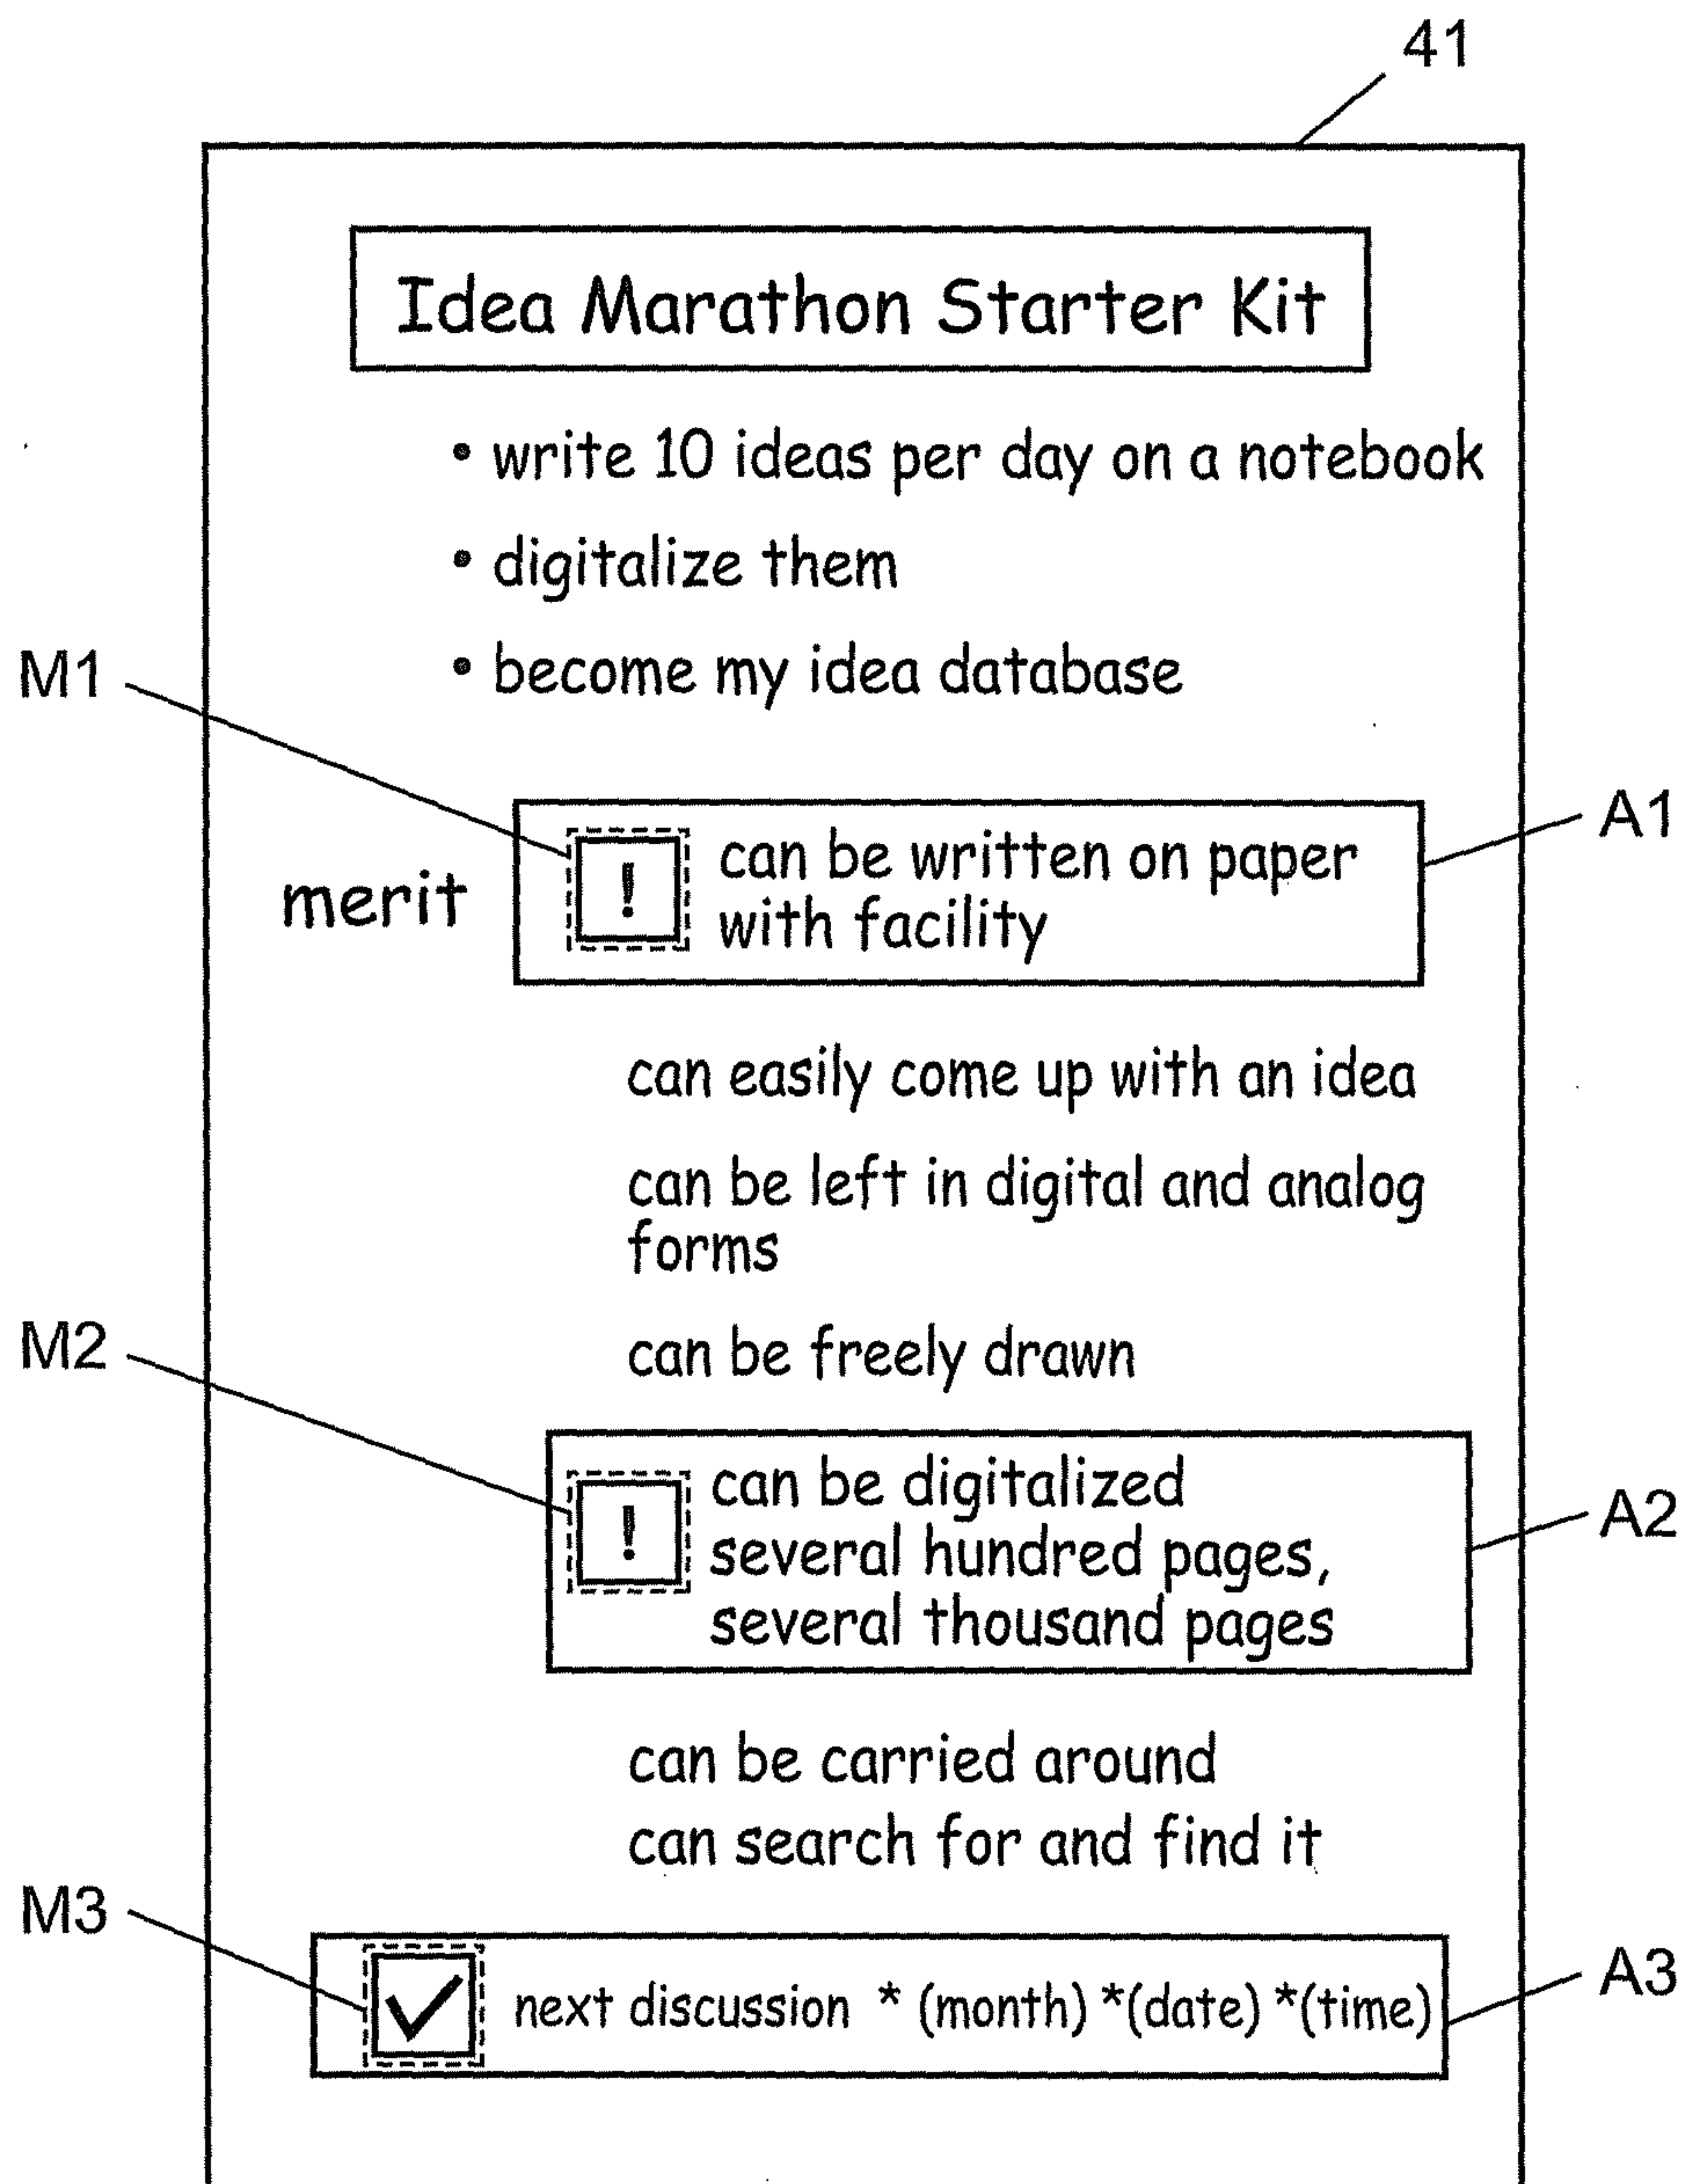 41
Idea Marathon Starter Kit
• write 10 ideas per day on a notebook
• digitalize them
• become my idea database
M1
A1
merit
! can be written on paper
with facility
can easily come up with an idea
can be left in digital and analog
forms
can be freely drawn
M2
! can be digitalized
several hundred pages,
several thousand pages
A2
can be carried around
can search for and find it
M3
✓ next discussion * (month) *(date) *(time)
A3